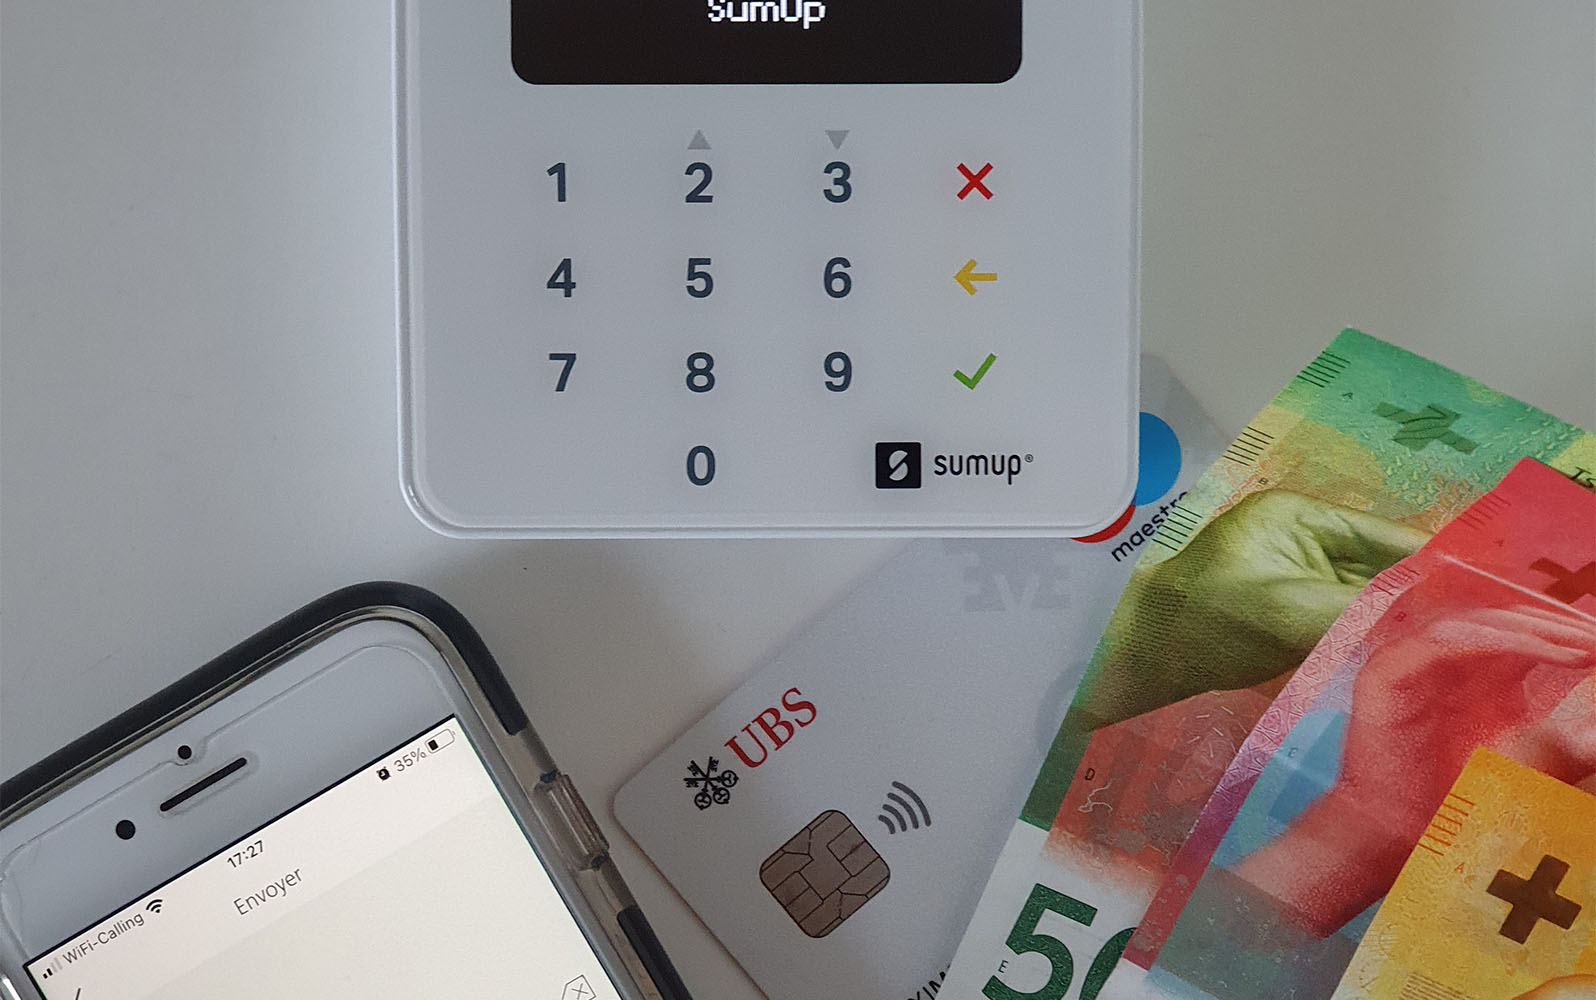 SumUp
1 2 3
4 5 6
7 8 9
0
sumup®
maestro
UBS
35%
17:27
WiFi-Calling
Envoyer
A
B
D
E
50
A
B
E
A